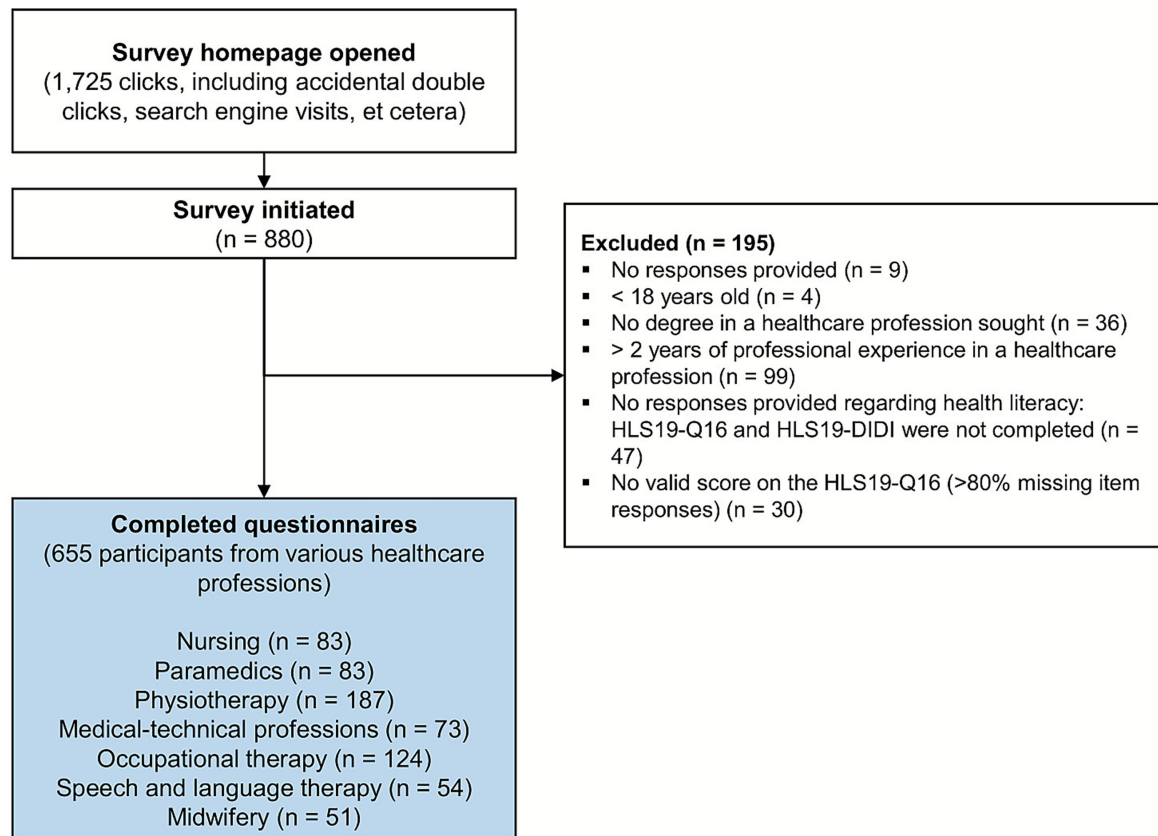 Survey homepage opened
(1,725 clicks, including accidental double
clicks, search engine visits, et cetera)
Survey initiated
(n = 880)
Excluded (n = 195)
▪ No responses provided (n = 9)
▪ < 18 years old (n = 4)
▪ No degree in a healthcare profession sought (n = 36)
▪ > 2 years of professional experience in a healthcare
profession (n = 99)
▪ No responses provided regarding health literacy:
HLS19-Q16 and HLS19-DIDI were not completed (n =
47)
▪ No valid score on the HLS19-Q16 (>80% missing item
responses) (n = 30)
Completed questionnaires
(655 participants from various healthcare
professions)
Nursing (n = 83)
Paramedics (n = 83)
Physiotherapy (n = 187)
Medical-technical professions (n = 73)
Occupational therapy (n = 124)
Speech and language therapy (n = 54)
Midwifery (n = 51)